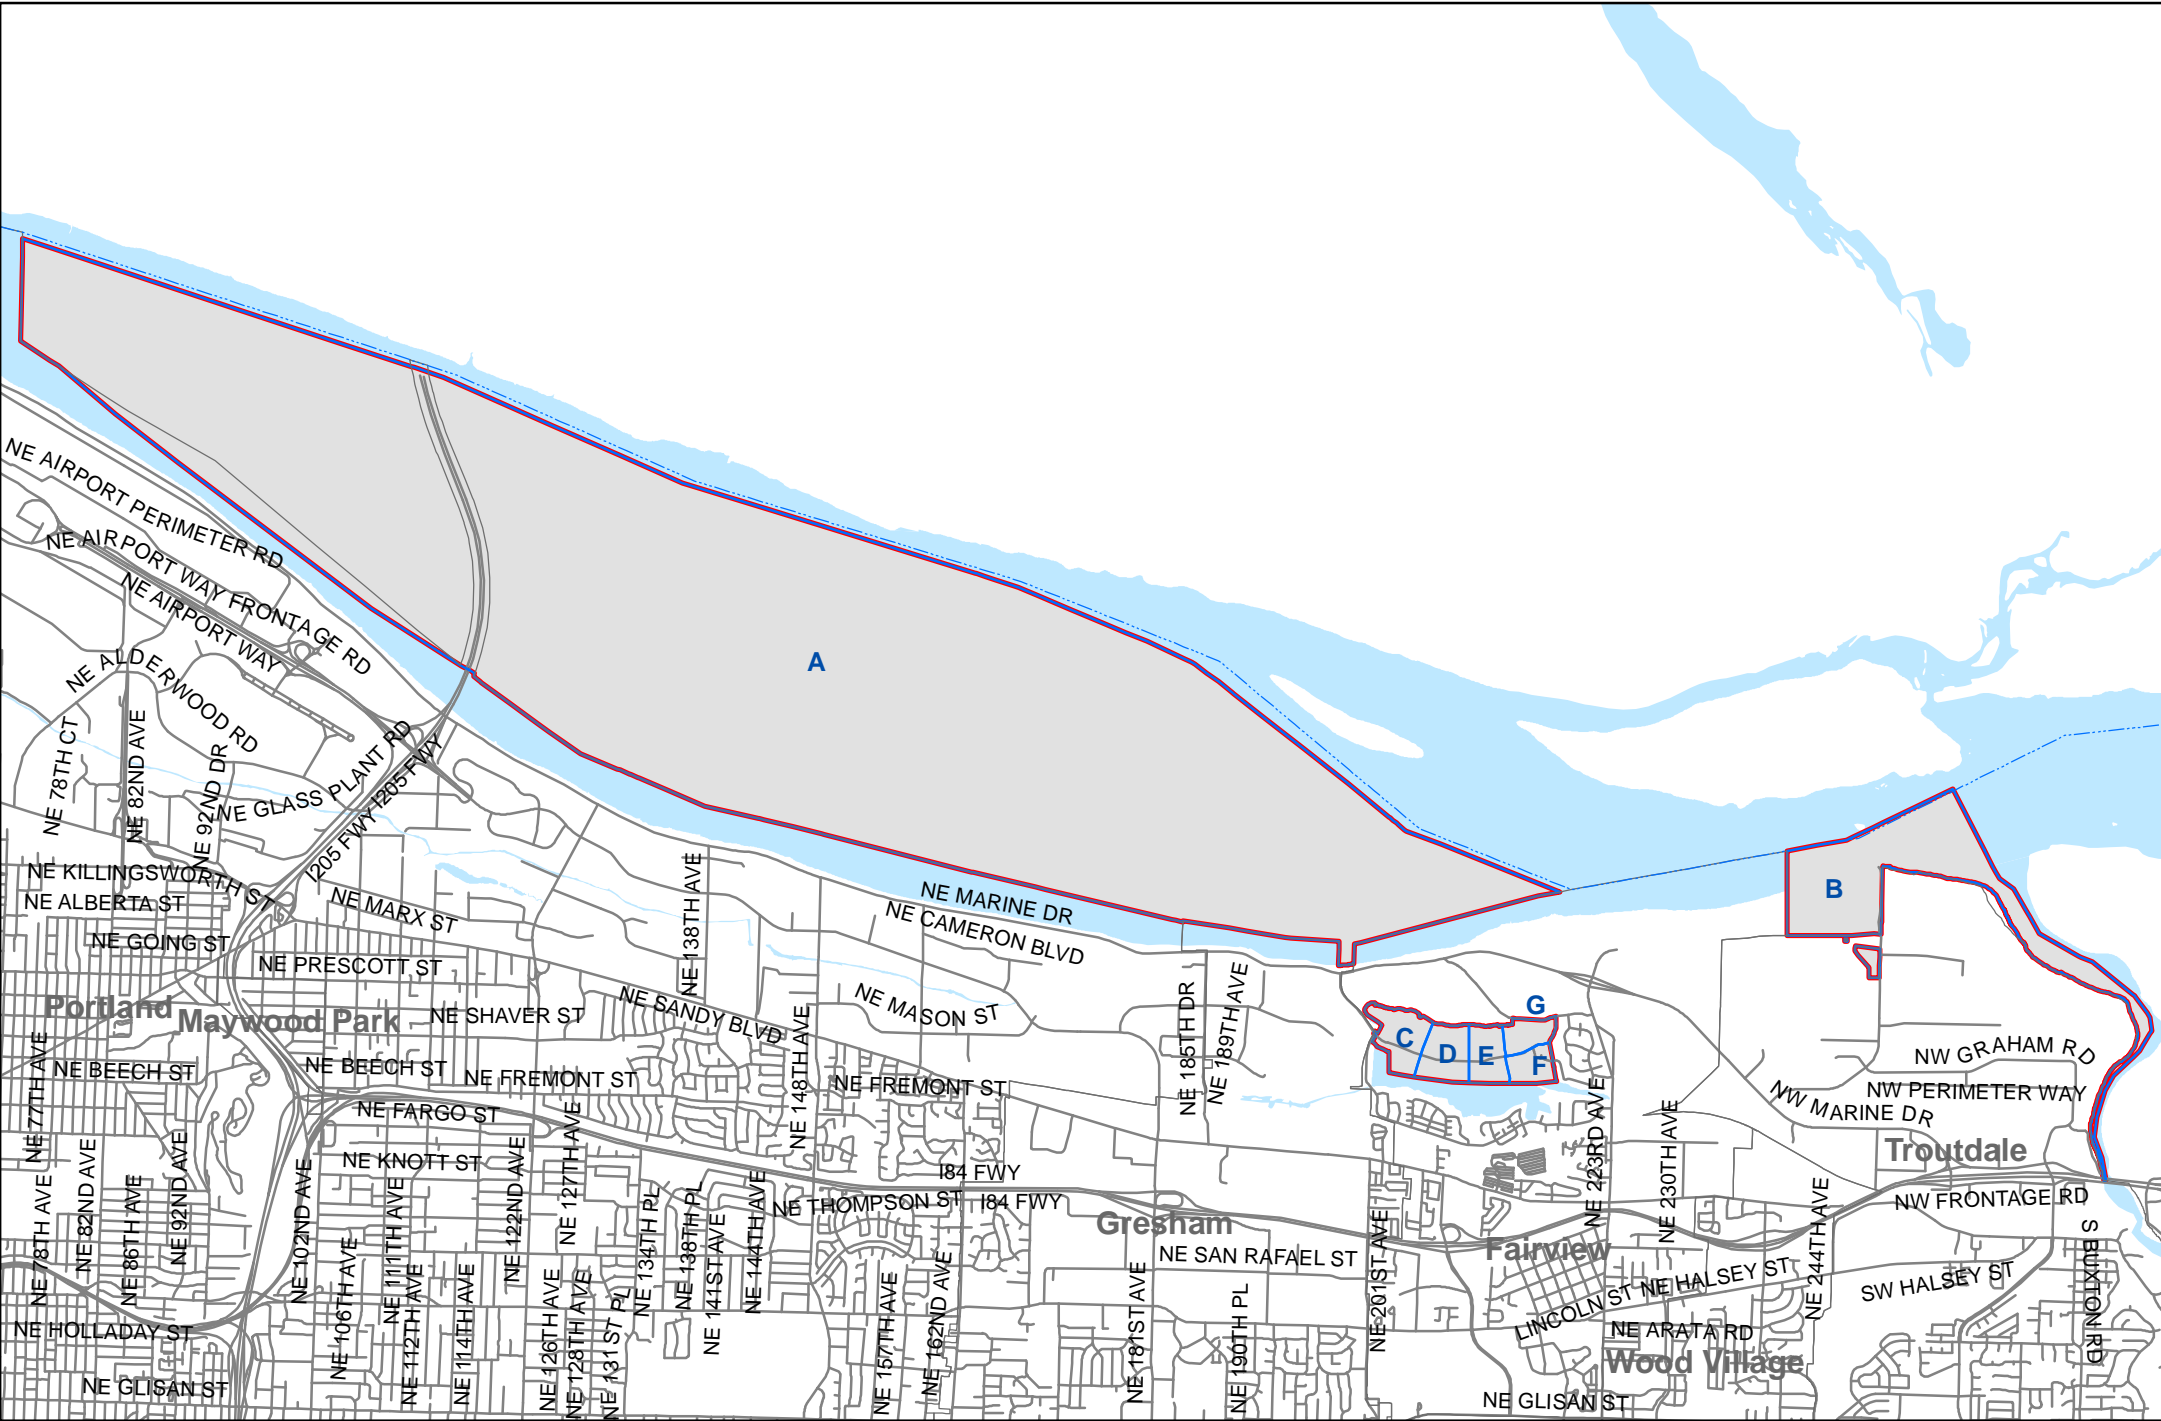 NE AIRPORT PERIMETER RD
NE AIRPORT WAY FRONTAGE RD
NE AIRPORT WAY
NE ALDERWOOD RD
A
NE 78TH CT
NE 82ND AVE
NE 92ND DR
NE GLASS PLANT RD
I205 FWY
I205 FWY
NE KILLINGSWORTH ST
NE ALBERTA ST
NE GOING ST
NE MARX ST
NE PRESCOTT ST
NE 138TH AVE
NE MARINE DR
NE CAMERON BLVD
B
Portland
Maywood Park
NE SHAVER ST
NE SANDY BLVD
NE MASON ST
NE 148TH AVE
NE 185TH DR
NE 189TH AVE
G
C
D
E
F
NE 77TH AVE
NE BEECH ST
NE BEECH ST
NE FREMONT ST
NE FREMONT ST
NE FARGO ST
NE KNOTT ST
NW GRAHAM RD
NW PERIMETER WAY
NW MARINE DR
Troutdale
NW FRONTAGE RD
NE 223RD AVE
NE 230TH AVE
NE 244TH AVE
I84 FWY
I84 FWY
NE THOMPSON ST
Gresham
Fairview
NE SAN RAFAEL ST
NE 78TH AVE
NE 82ND AVE
NE 86TH AVE
NE 92ND AVE
NE 102ND AVE
NE 106TH AVE
NE 111TH AVE
NE 112TH AVE
NE 114TH AVE
NE 122ND AVE
NE 127TH AVE
NE 126TH AVE
NE 128TH AVE
NE 131ST PL
NE 134TH PL
NE 138TH PL
NE 141ST AVE
NE 144TH AVE
NE 157TH AVE
NE 162ND AVE
NE 181ST AVE
NE 190TH PL
NE 201ST AVE
LINCOLN ST
NE HALSEY ST
SW HALSEY ST
S BUXTON RD
NE ARATA RD
Wood Village
NE HOLLADAY ST
NE GLISAN ST
NE GLISAN ST